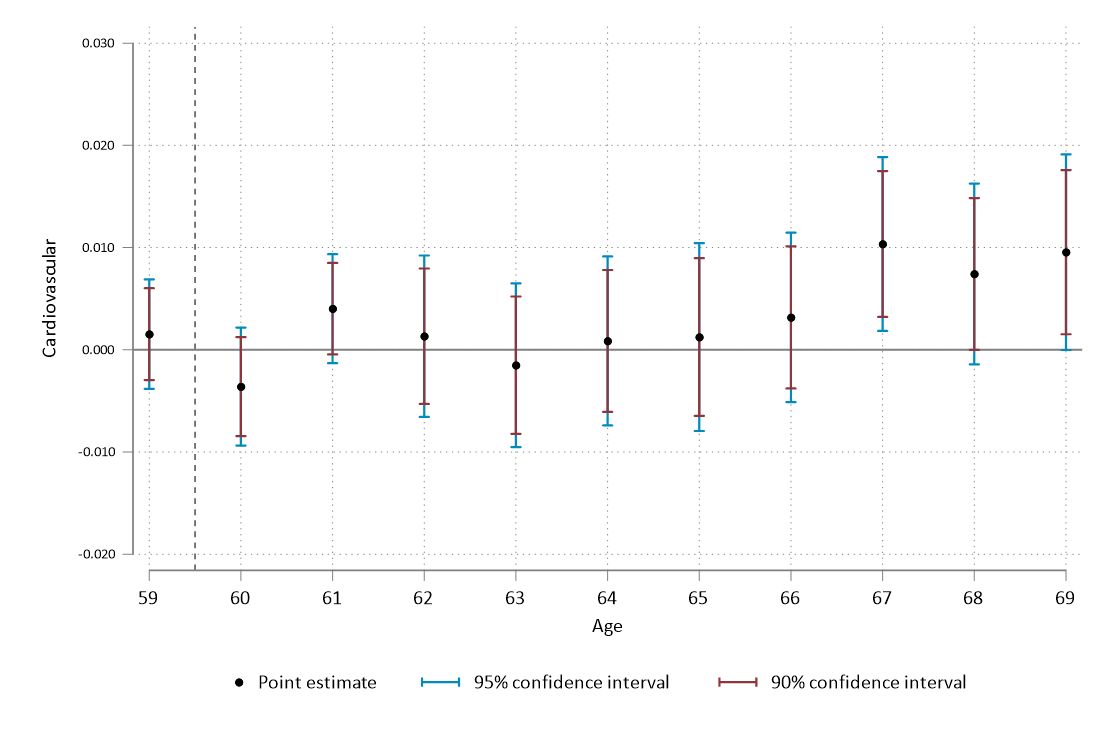 0.030
0.020
0.010
0.000
-0.010
-0.020
Cardiovascular
59 60 61 62 63 64 65 66 67 68 69
Age
Point estimate 95% confidence interval 90% confidence interval